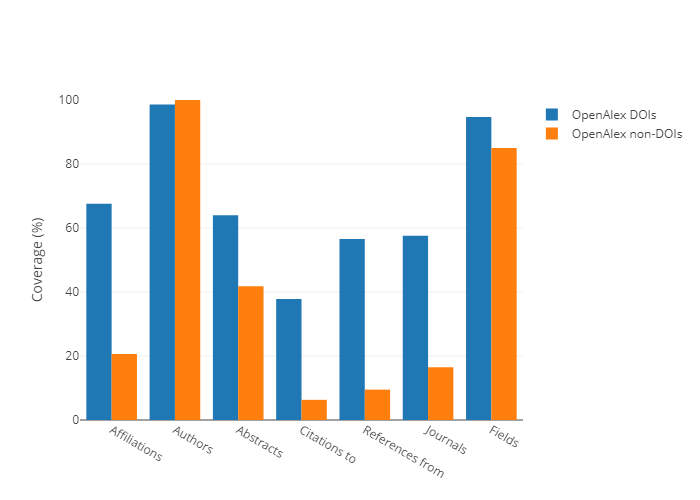 100
80
60
40
20
0
Coverage (%)
Affiliations
Authors
Abstracts
Citations to
References from
Journals
Fields
OpenAlex DOIs
OpenAlex non-DOIs